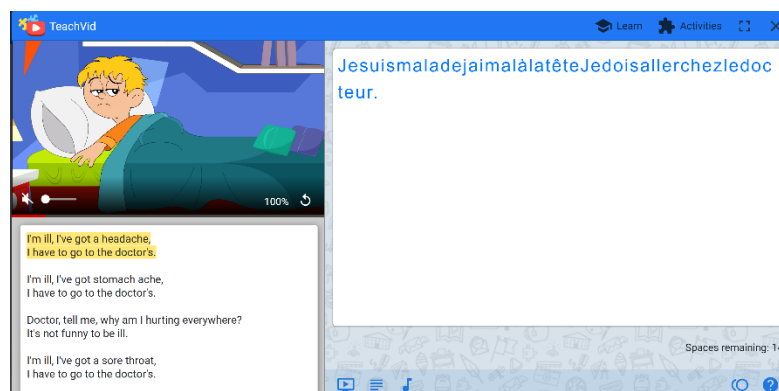 TeachVid
Learn
Activities
JesuismaladejaimalàlatêteJedoisallerchezledoc
teur.
100%
I'm ill, I've got a headache,
I have to go to the doctor's.
I'm ill, I've got stomach ache,
I have to go to the doctor's.
Doctor, tell me, why am I hurting everywhere?
It's not funny to be ill.
I'm ill, I've got a sore throat,
I have to go to the doctor's.
Spaces remaining: 14